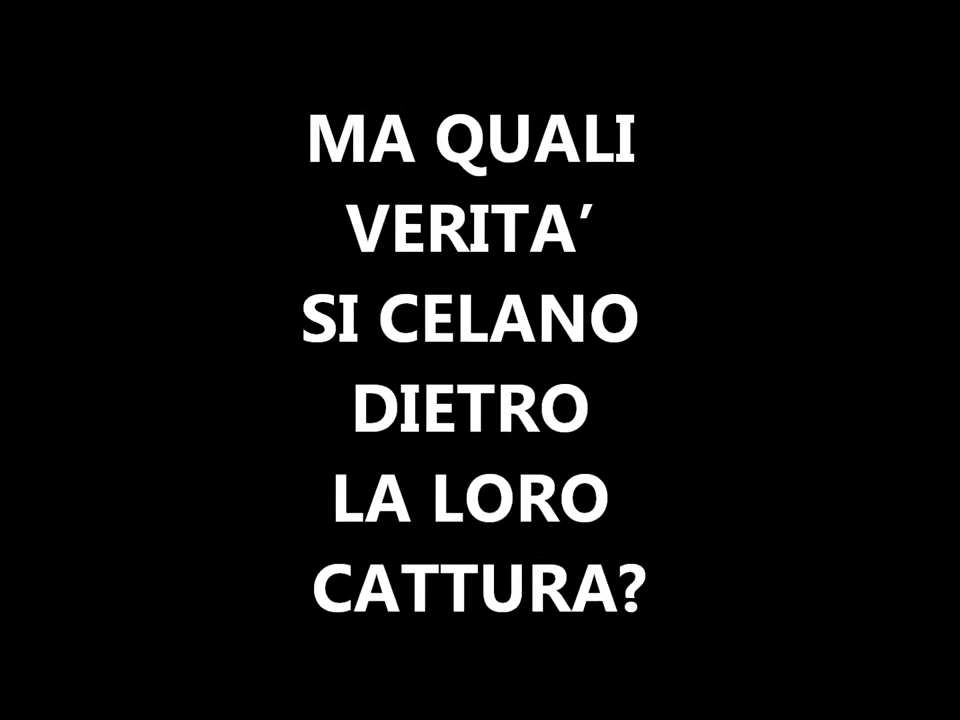 MA QUALI
VERITA’
SI CELANO
DIETRO
LA LORO
CATTURA?